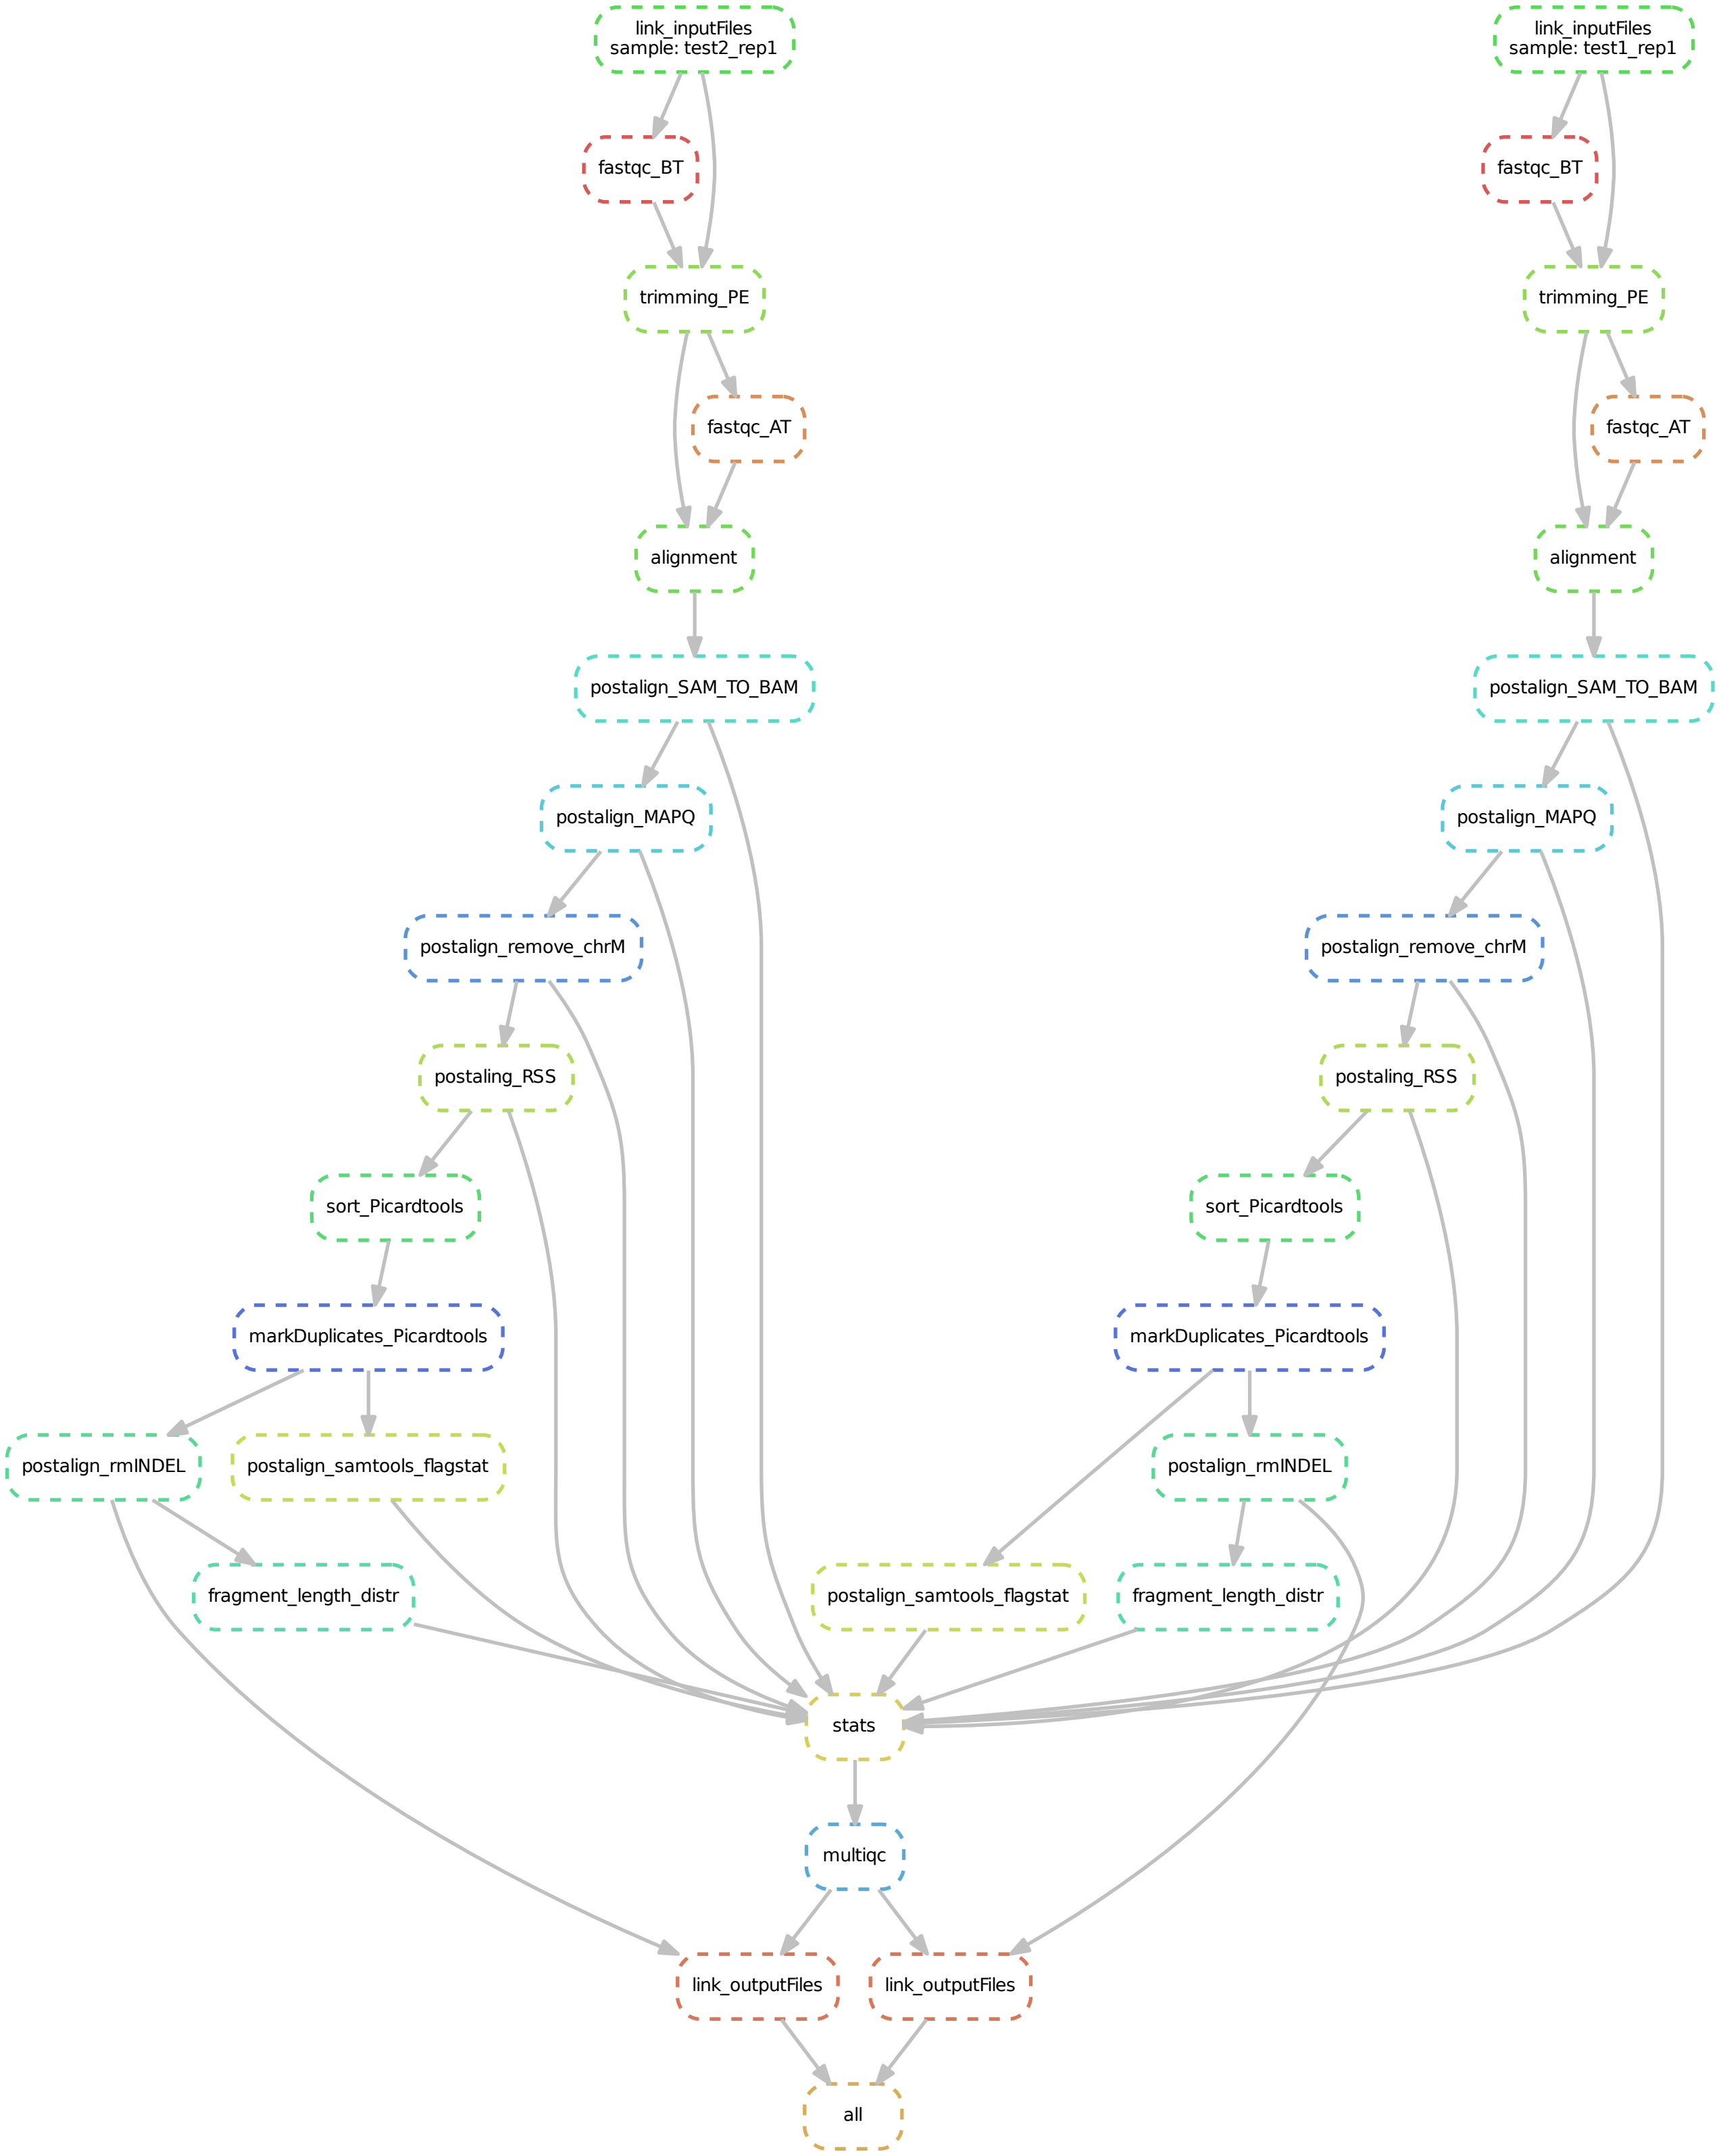 link_inputFiles
sample: test2_rep1
link_inputFiles
sample: test1_rep1
fastqc_BT
fastqc_BT
trimming_PE
trimming_PE
fastqc_AT
fastqc_AT
alignment
alignment
postalign_SAM_TO_BAM
postalign_SAM_TO_BAM
postalign_MAPQ
postalign_MAPQ
postalign_remove_chrM
postalign_remove_chrM
postaling_RSS
postaling_RSS
sort_Picardtools
sort_Picardtools
markDuplicates_Picardtools
markDuplicates_Picardtools
postalign_rmINDEL
postalign_samtools_flagstat
postalign_rmINDEL
fragment_length_distr
postalign_samtools_flagstat
fragment_length_distr
stats
multiqc
link_outputFiles
link_outputFiles
all